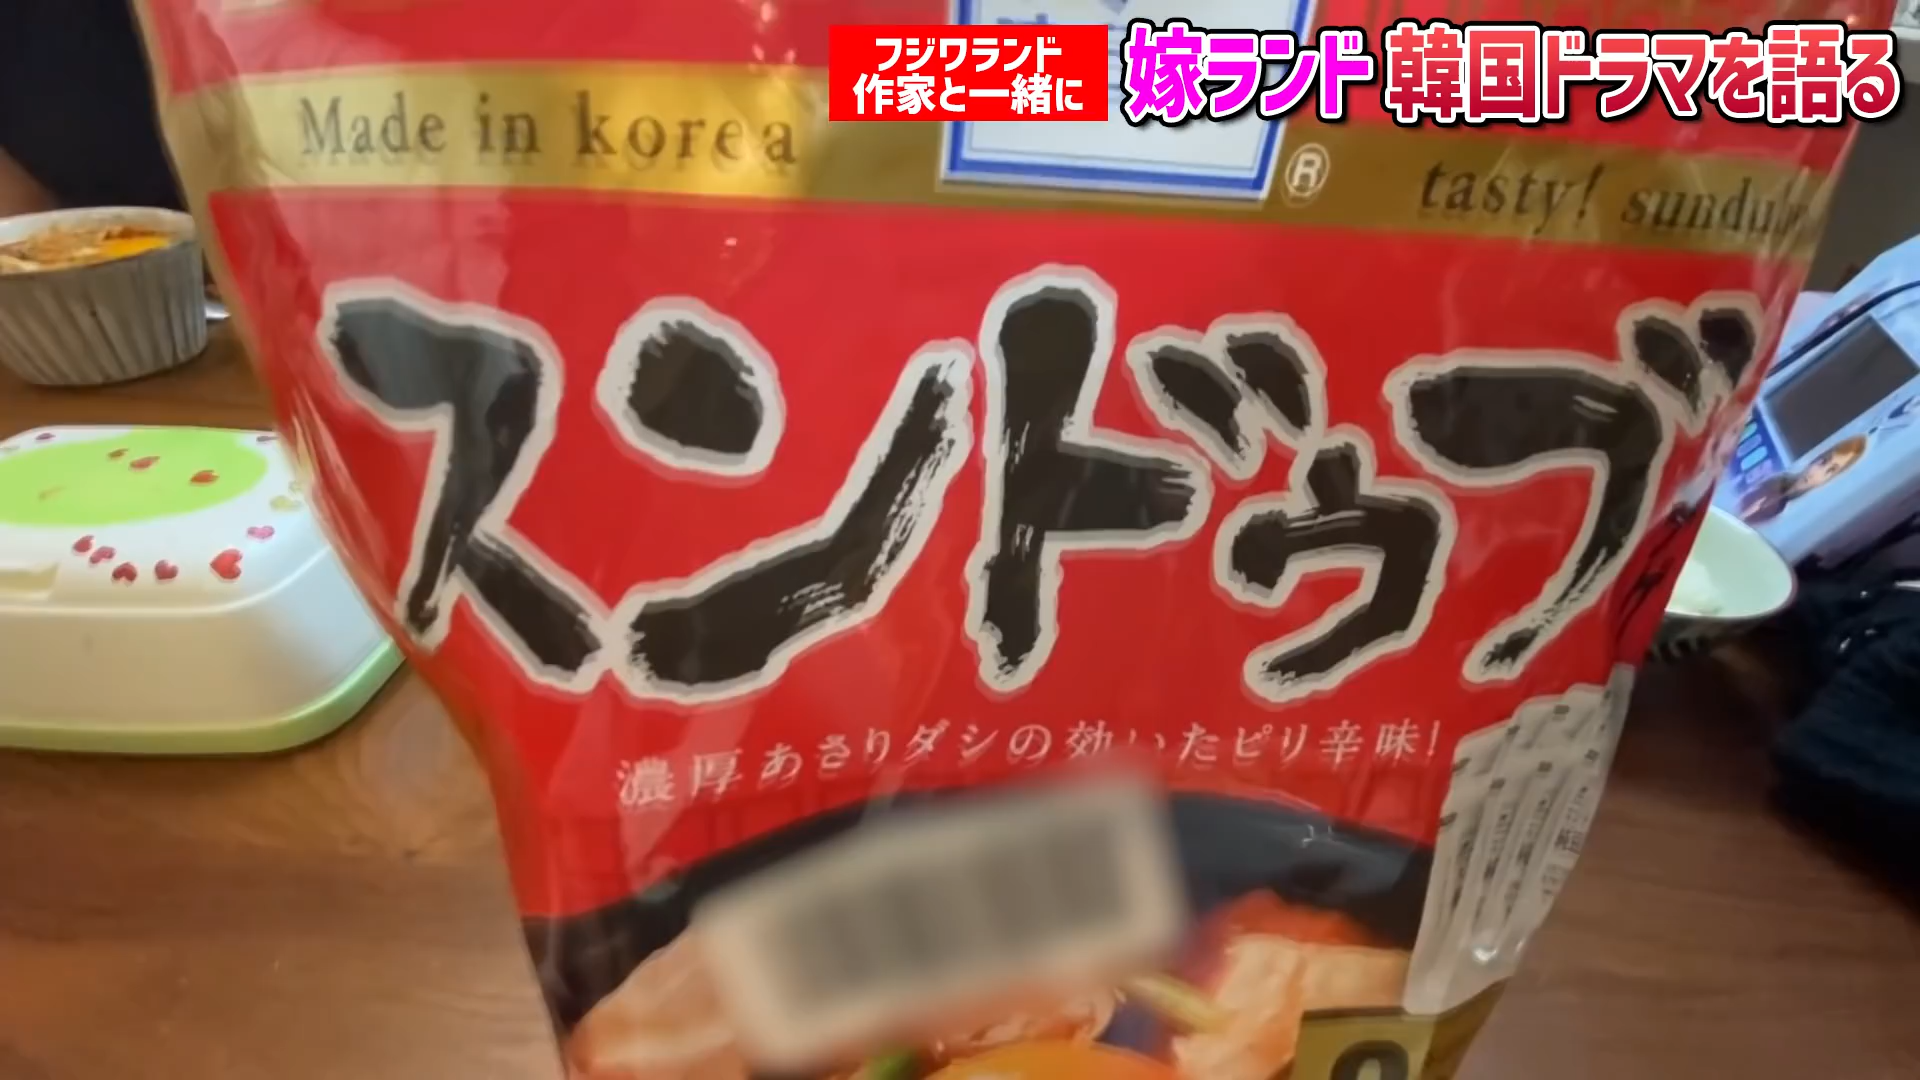 フジワランド
作家と一緒に
嫁ランド 韓国ドラマを語る
Made in korea
®
tasty! sundu
スンドゥブ
濃厚あさりダシの効いたピリ辛味!